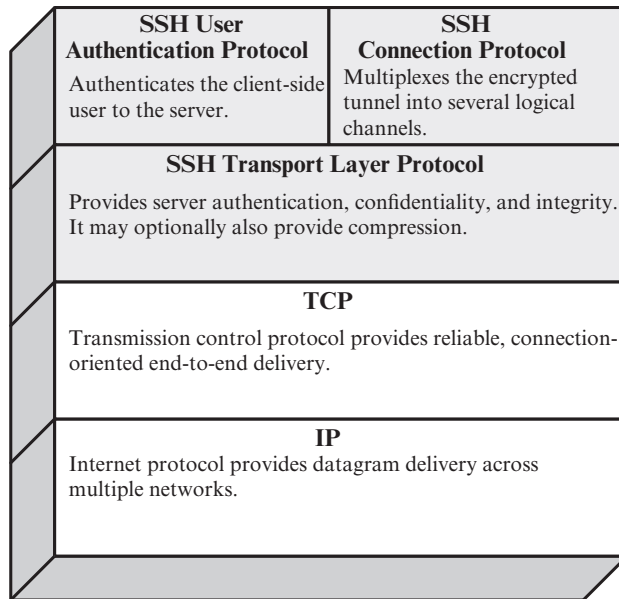 SSH User
Authentication Protocol
Authenticates the client-side
user to the server.
SSH
Connection Protocol
Multiplexes the encrypted
tunnel into several logical
channels.
SSH Transport Layer Protocol
Provides server authentication, confidentiality, and integrity.
It may optionally also provide compression.
TCP
Transmission control protocol provides reliable, connection-
oriented end-to-end delivery.
IP
Internet protocol provides datagram delivery across
multiple networks.